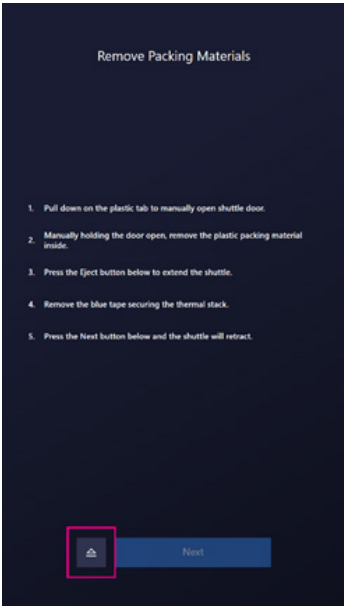 Remove Packing Materials
1. Pull down on the plastic tab to manually open shuttle door.
2. Manually holding the door open, remove the plastic packing material
inside.
3. Press the Eject button below to extend the shuttle.
4. Remove the blue tape securing the thermal stack.
5. Press the Next button below and the shuttle will retract.
Next